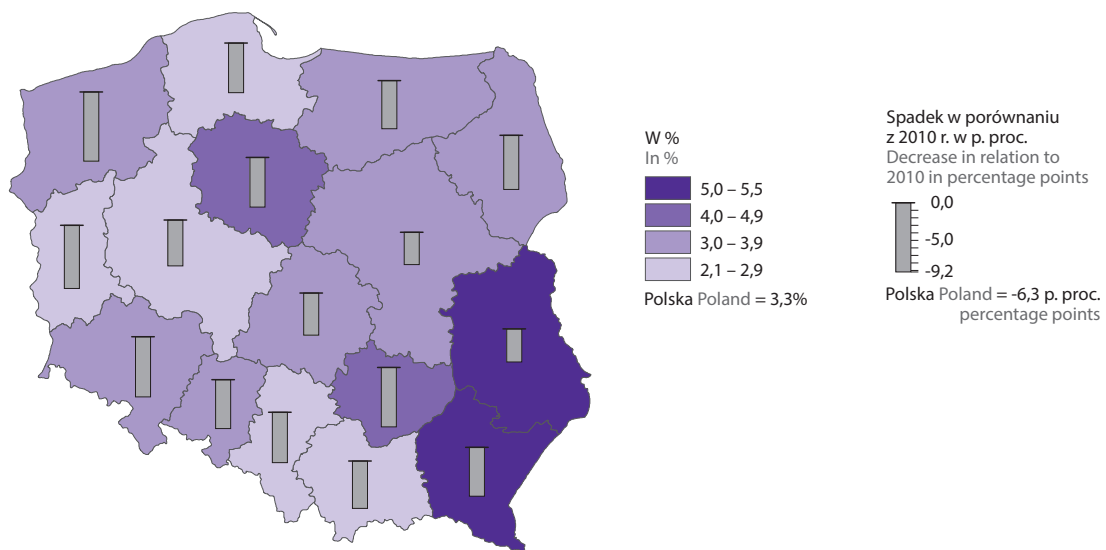 W %
In %
5,0 – 5,5
4,0 – 4,9
3,0 – 3,9
2,1 – 2,9
Polska Poland = 3,3%
Spadek w porównaniu
z 2010 r. w p. proc.
Decrease in relation to
2010 in percentage points
0,0
-5,0
-9,2
Polska Poland = -6,3 p. proc.
percentage points